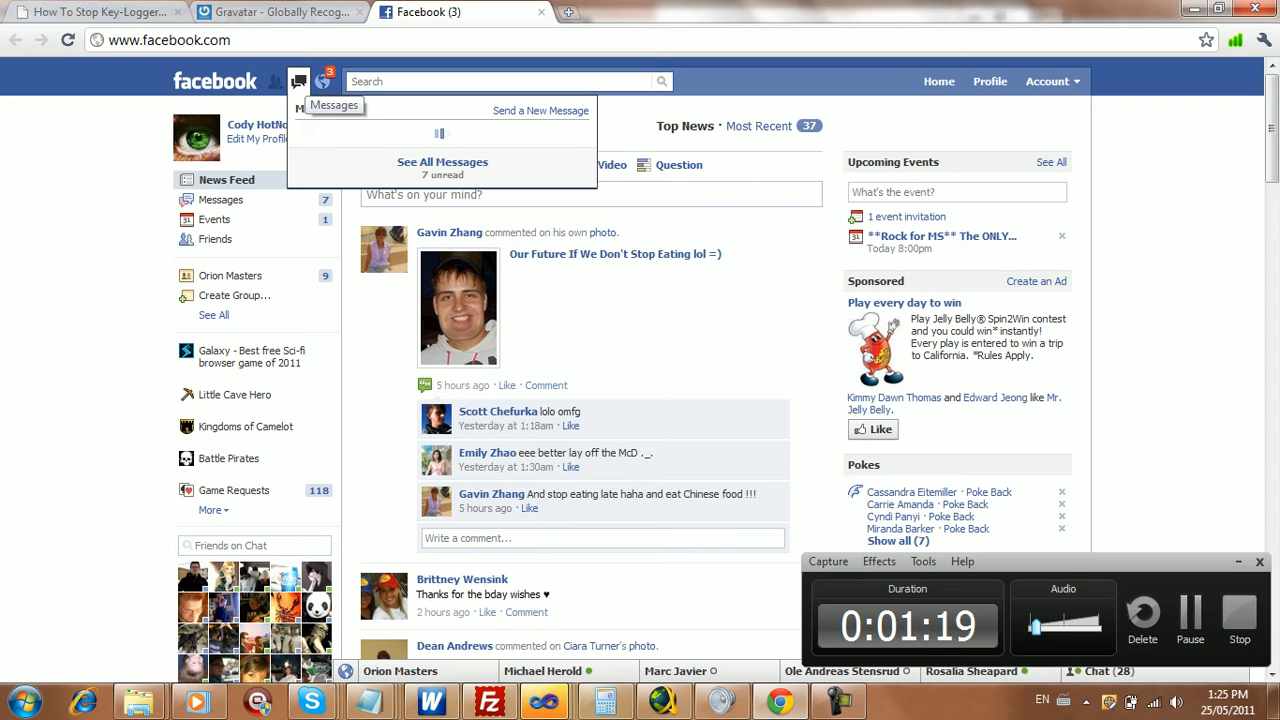 How To Stop Key-Logger...
Gravatar - Globally Recog...
Facebook (3)
www.facebook.com
facebook
3
Search
Home
Profile
Account
Messages
Send a New Message
See All Messages
7 unread
Cody HotNo
Edit My Profile
News Feed
Messages 7
Events 1
Friends
Orion Masters 9
Create Group...
See All
Galaxy - Best free Sci-fi
browser game of 2011
Little Cave Hero
Kingdoms of Camelot
Battle Pirates
Game Requests 118
More
Friends on Chat
Top News · Most Recent 37
Video
Question
What's on your mind?
Gavin Zhang commented on his own photo.
Our Future If We Don't Stop Eating lol =)
5 hours ago · Like · Comment
Scott Chefurka lolo omfg
Yesterday at 1:18am · Like
Emily Zhao eee better lay off the McD ._.
Yesterday at 1:30am · Like
Gavin Zhang And stop eating late haha and eat Chinese food !!!
5 hours ago · Like
Write a comment...
Brittney Wensink
Thanks for the bday wishes ♥
2 hours ago · Like · Comment
Dean Andrews commented on Ciara Turner's photo.
Upcoming Events See All
What's the event?
31
1 event invitation
31
**Rock for MS** The ONLY...
Today 8:00pm
Sponsored Create an Ad
Play every day to win
Play Jelly Belly® Spin2Win contest
and you could win* instantly!
Every play is entered to win a trip
to California. *Rules Apply.
Kimmy Dawn Thomas and Edward Jeong like Mr.
Jelly Belly.
Like
Pokes
Cassandra Eitemiller · Poke Back
Carrie Amanda · Poke Back
Cyndi Panyi · Poke Back
Miranda Barker · Poke Back
Show all (7)
Capture Effects Tools Help
Duration
0:01:19
Audio
Delete
Pause
Stop
Orion Masters
Michael Herold
Marc Javier
Ole Andreas Stensrud
Rosalia Sheapard
Chat (28)
EN
1:25 PM
25/05/2011